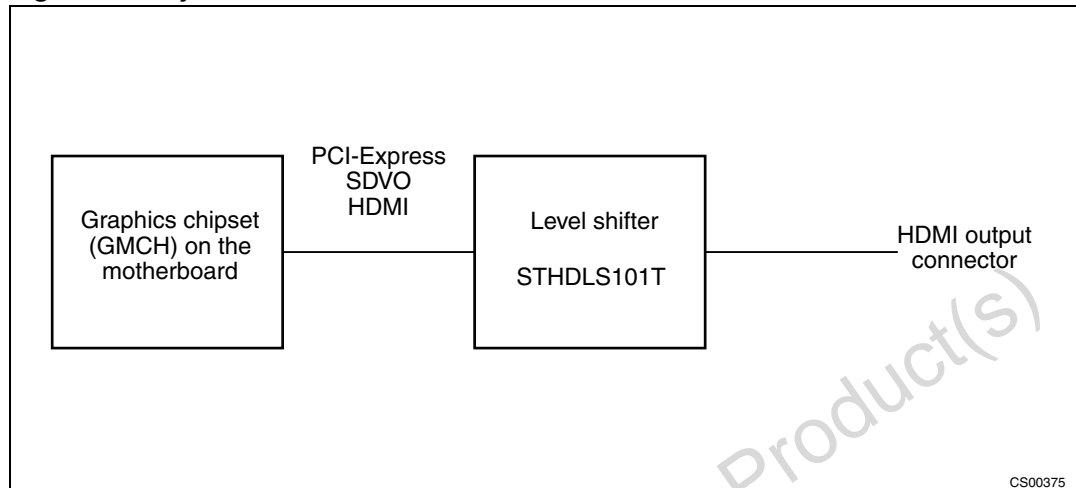 Graphics chipset
(GMCH) on the
motherboard
PCI-Express
SDVO
HDMI
Level shifter
STHDLS101T
HDMI output
connector
Product(s)
CS00375